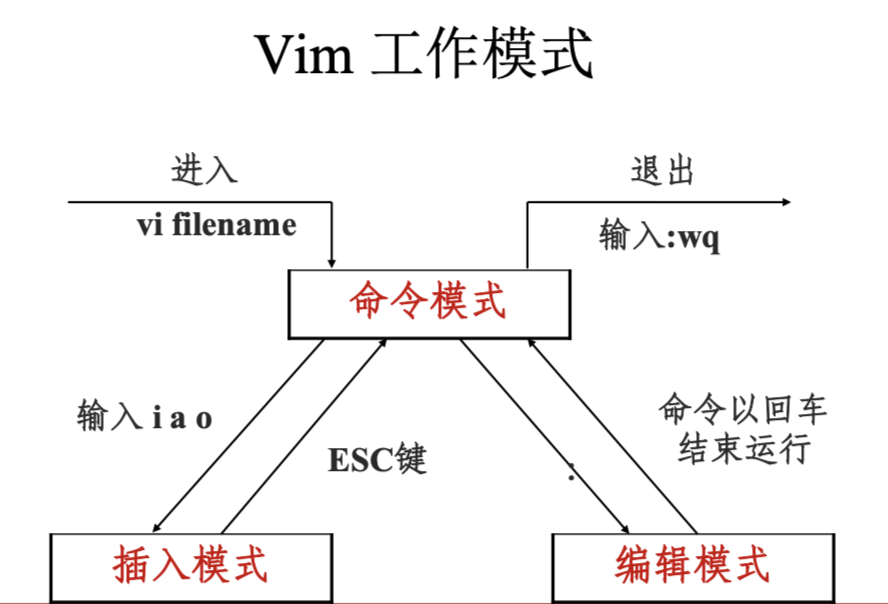 Vim 工作模式
进入
vi filename
退出
输入:wq
命令模式
输入 i a o
ESC键
:
命令以回车
结束运行
插入模式
编辑模式